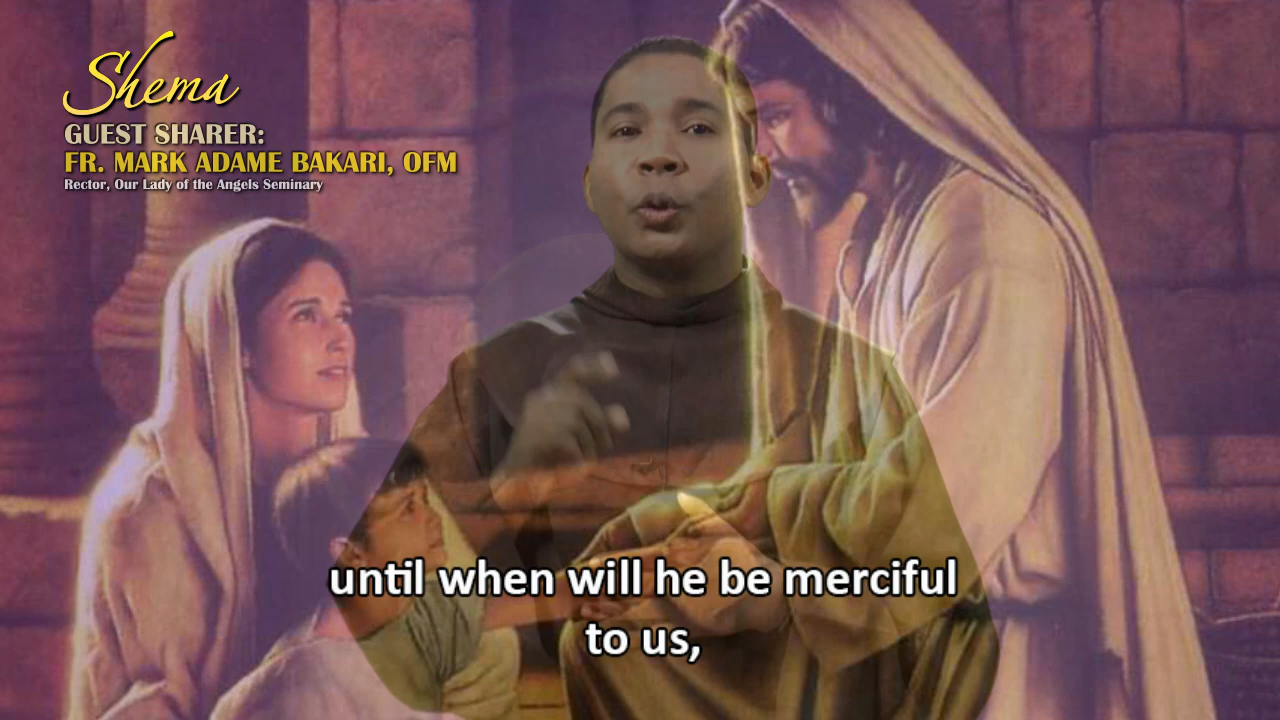 Shema
GUEST SHARER:
FR. MARK ADAME BAKARI, OFM
Rector, Our Lady of the Angels Seminary
until when will he be merciful
to us,